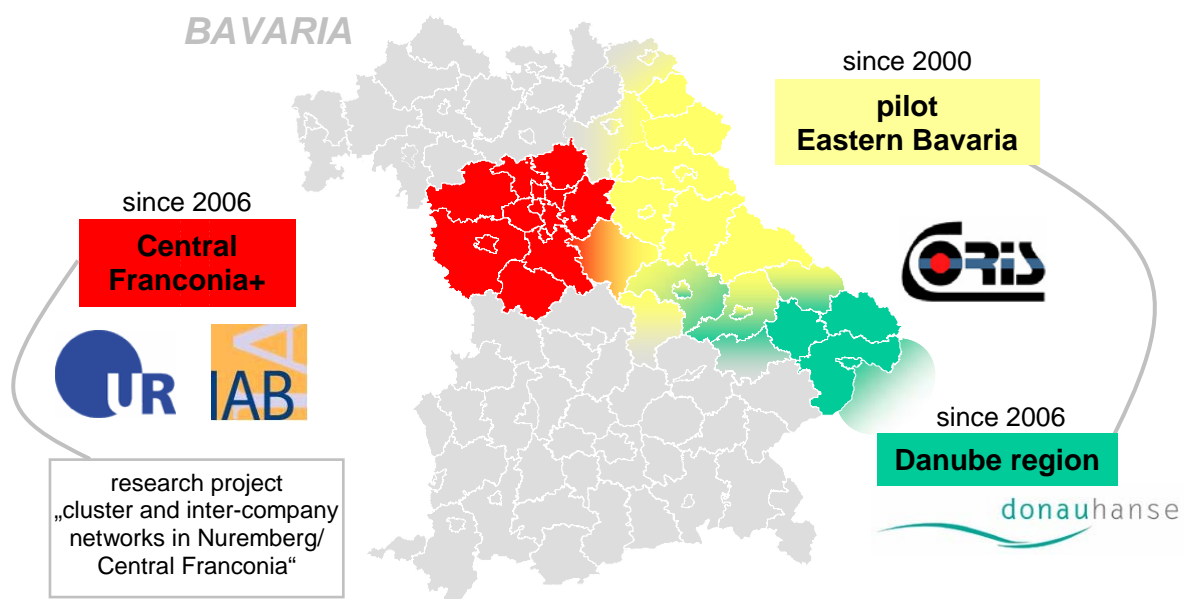 BAVARIA
since 2000
pilot
Eastern Bavaria
since 2006
Central
Franconia+
CORiS
UR
IAB
IA
since 2006
Danube region
donauhanse
research project
„cluster and inter-company
networks in Nuremberg/
Central Franconia“